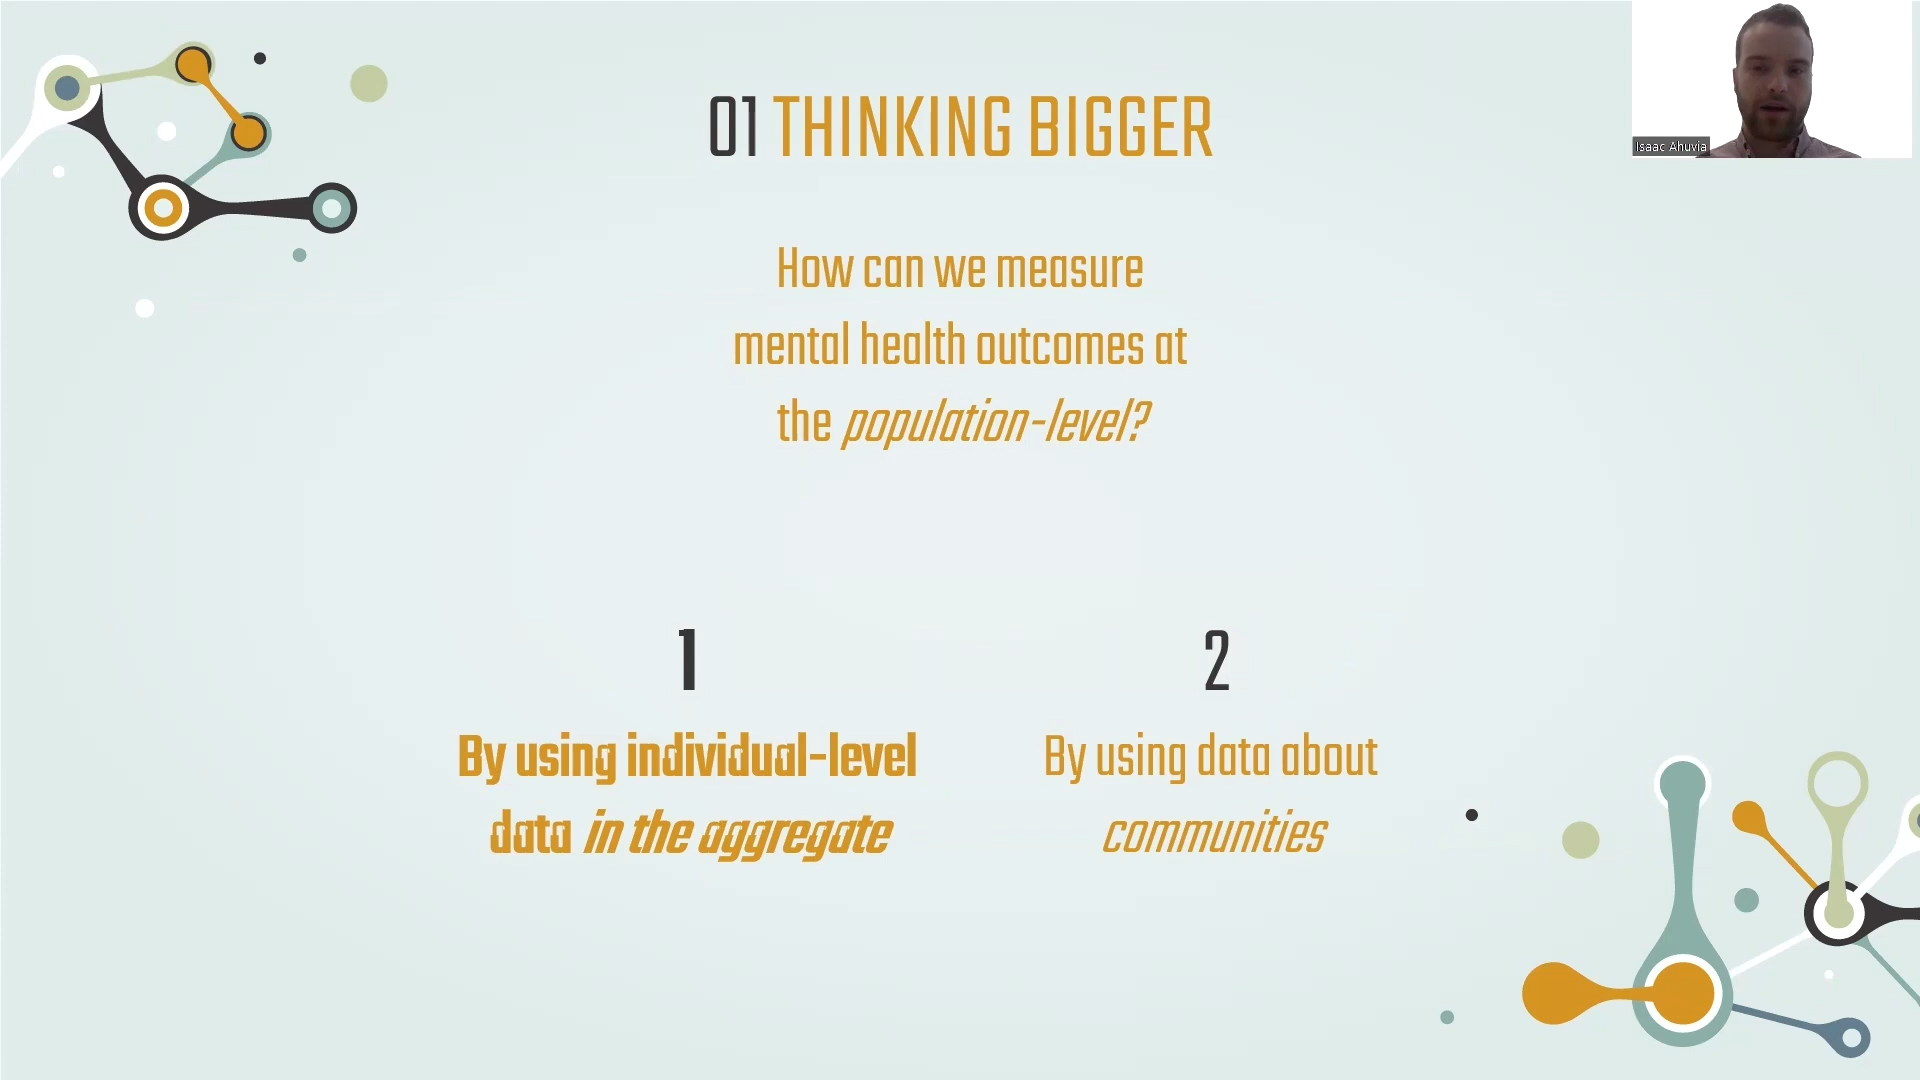 01 THINKING BIGGER
Isaac Ahuvia
How can we measure
mental health outcomes at
the population-level?
1
By using individual-level
data in the aggregate
2
By using data about
communities